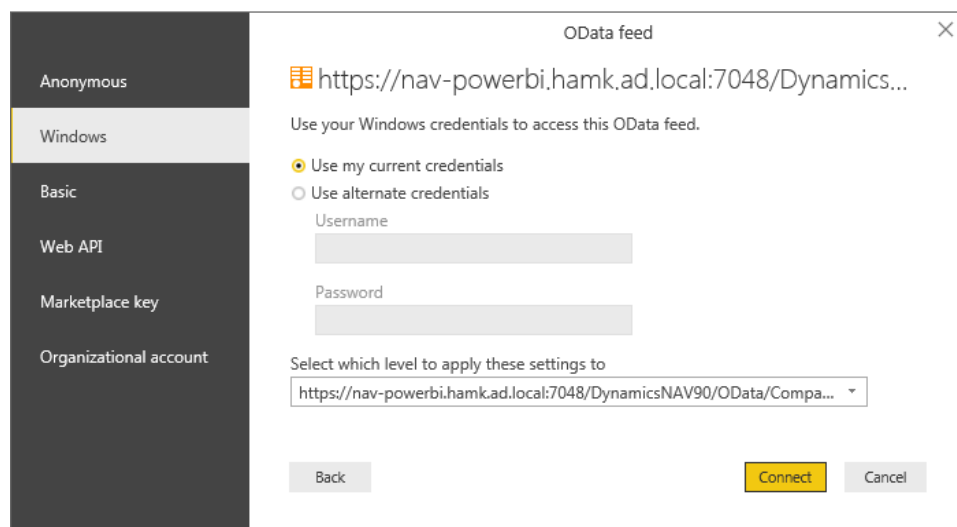 OData feed
Anonymous
Windows
Basic
Web API
Marketplace key
Organizational account
https://nav-powerbi.hamk.ad.local:7048/Dynamics...
Use your Windows credentials to access this OData feed.
Use my current credentials
Use alternate credentials
Username
Password
Select which level to apply these settings to
https://nav-powerbi.hamk.ad.local:7048/DynamicsNAV90/OData/Compa...
Back
Connect
Cancel